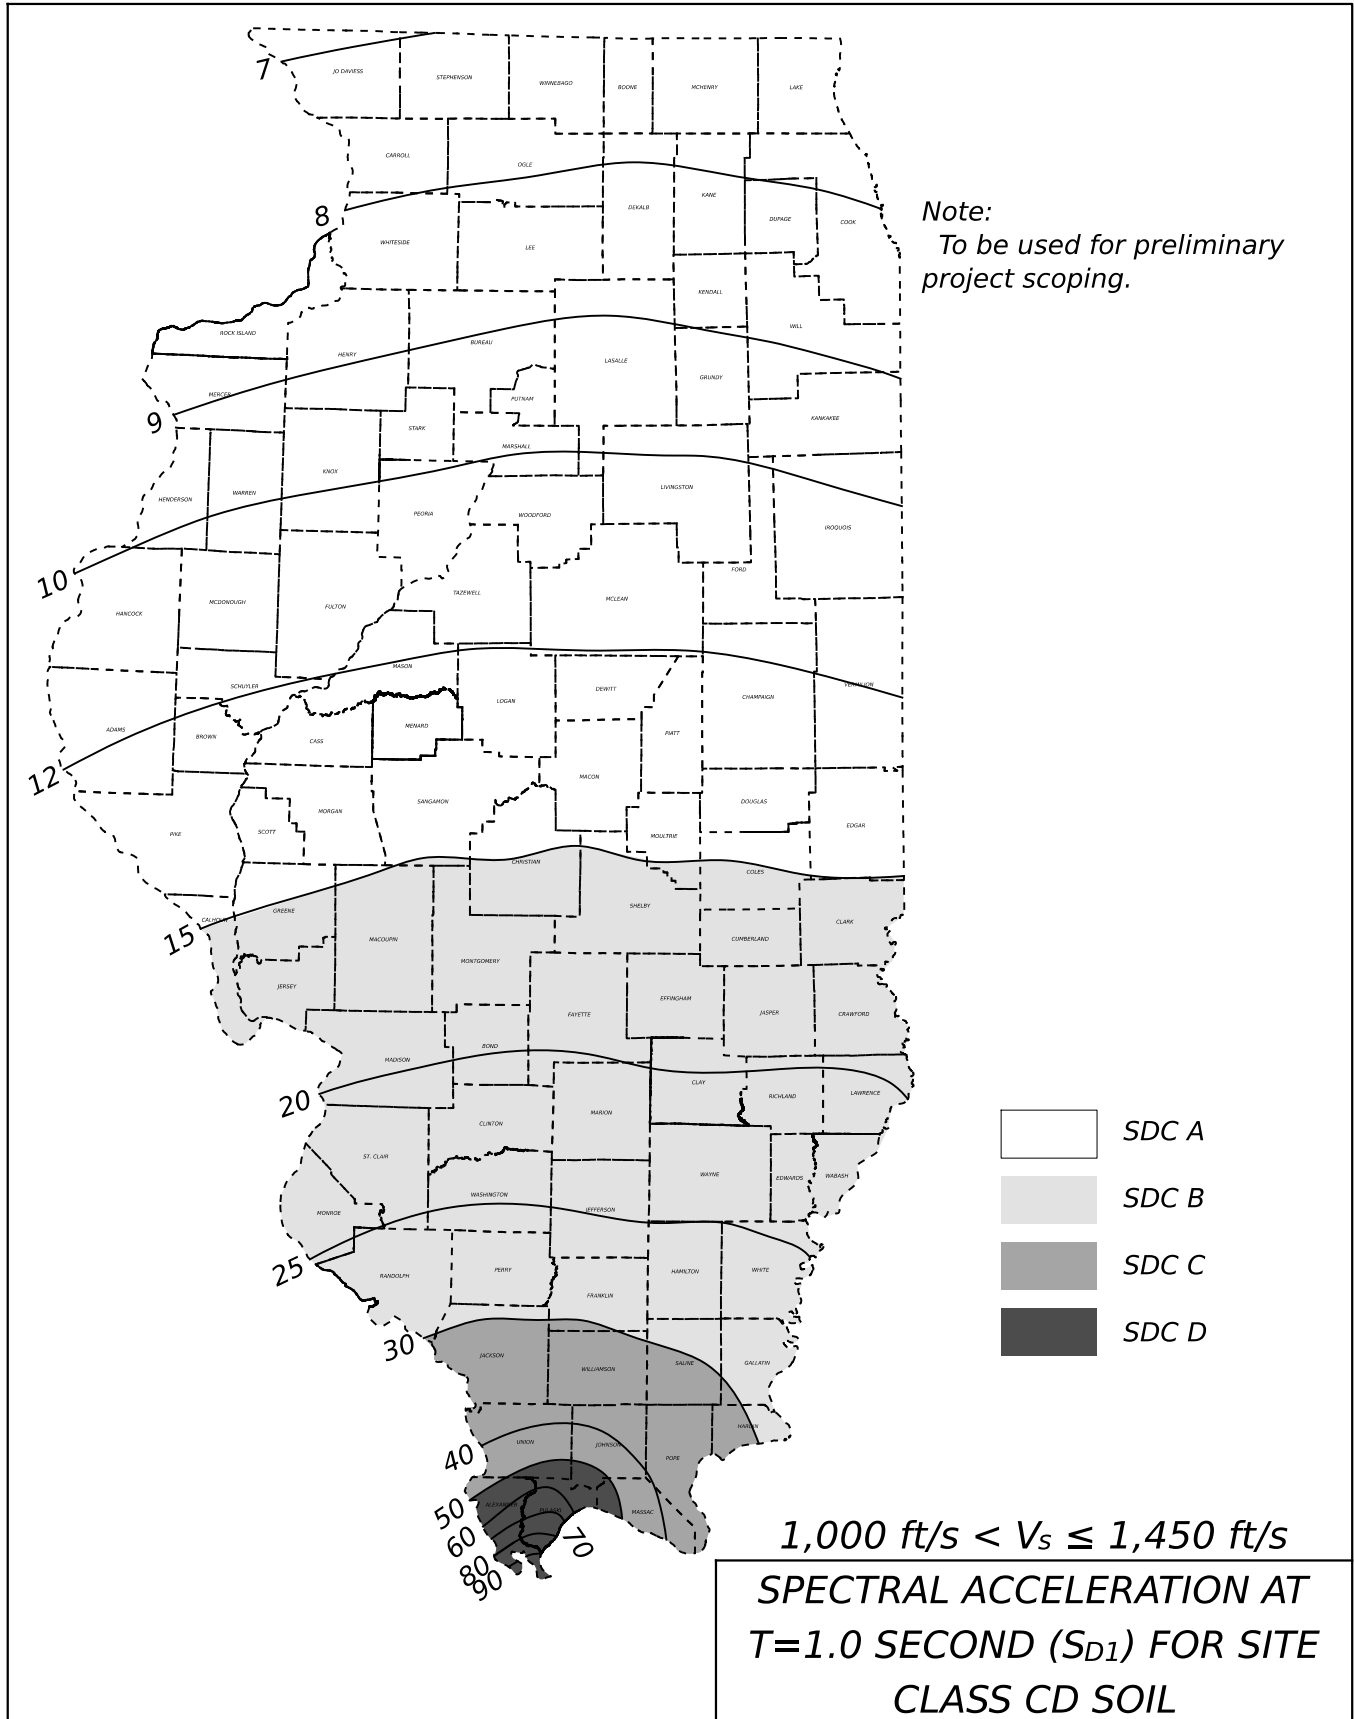 7
JO DAVIESS
STEPHENSON
WINNEBAGO
BOONE
MCHENRY
LAKE
CARROLL
OGLE
KANE
DEKALB
DUPAGE
COOK
8
WHITESIDE
LEE
Note:
To be used for preliminary
project scoping.
KENDALL
WILL
ROCK ISLAND
HENRY
BUREAU
LASALLE
GRUNDY
MERCER
PUTNAM
9
STARK
KANKAKEE
MARSHALL
KNOX
HENDERSON
WARREN
PEORIA
WOODFORD
LIVINGSTON
IROQUOIS
FORD
10
HANCOCK
MCDONOUGH
FULTON
TAZEWELL
MCLEAN
MASON
SCHUYLER
LOGAN
DEWITT
CHAMPAIGN
VERMILION
ADAMS
BROWN
CASS
MENARD
PIATT
12
MACON
PIKE
SCOTT
MORGAN
SANGAMON
MOULTRIE
DOUGLAS
EDGAR
CHRISTIAN
COLES
CALHOUN
GREENE
SHELBY
CLARK
15
MACOUPIN
CUMBERLAND
MONTGOMERY
JERSEY
FAYETTE
EFFINGHAM
JASPER
CRAWFORD
MADISON
BOND
20
CLAY
RICHLAND
LAWRENCE
CLINTON
MARION
SDC A
ST. CLAIR
WAYNE
EDWARDS
WABASH
WASHINGTON
JEFFERSON
SDC B
MONROE
25
RANDOLPH
PERRY
HAMILTON
WHITE
SDC C
FRANKLIN
30
JACKSON
WILLIAMSON
SALINE
GALLATIN
SDC D
HARDIN
40
UNION
JOHNSON
POPE
50
ALEXANDER
PULASKI
MASSAC
60
70
80
90
1,000 ft/s < Vs ≤ 1,450 ft/s
SPECTRAL ACCELERATION AT
T=1.0 SECOND (SD1) FOR SITE
CLASS CD SOIL